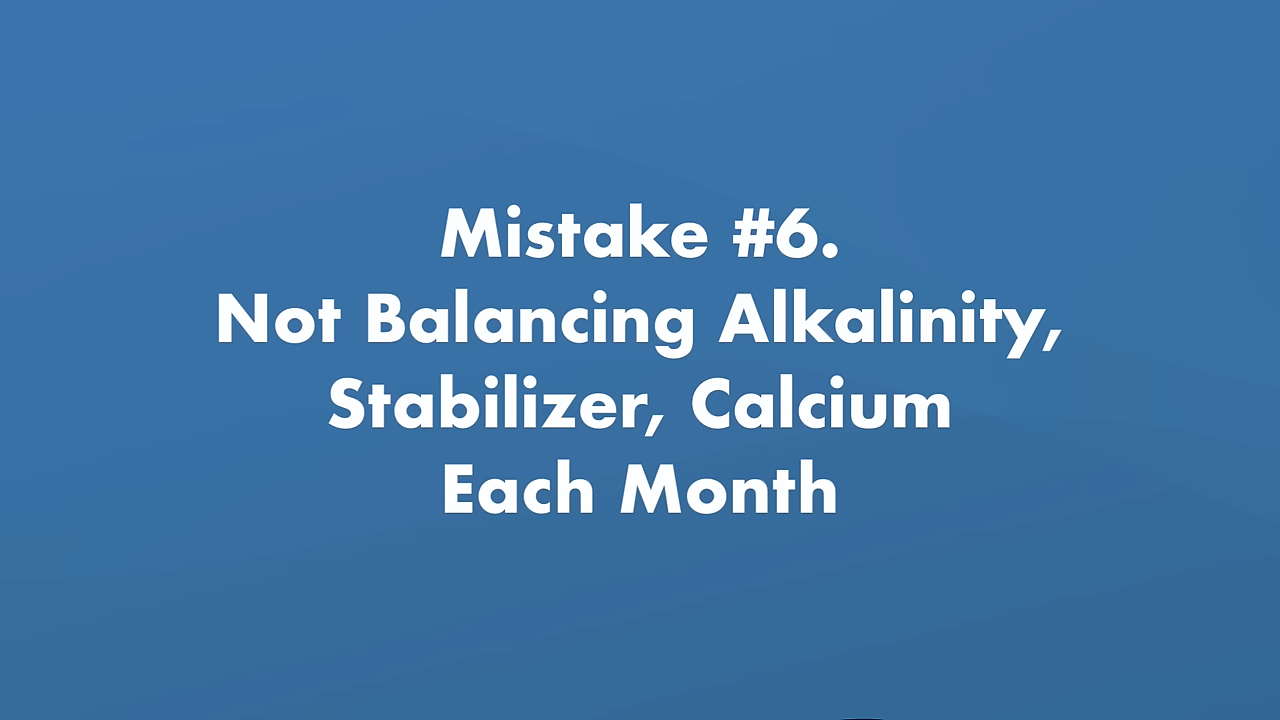 Mistake #6.
Not Balancing Alkalinity,
Stabilizer, Calcium
Each Month